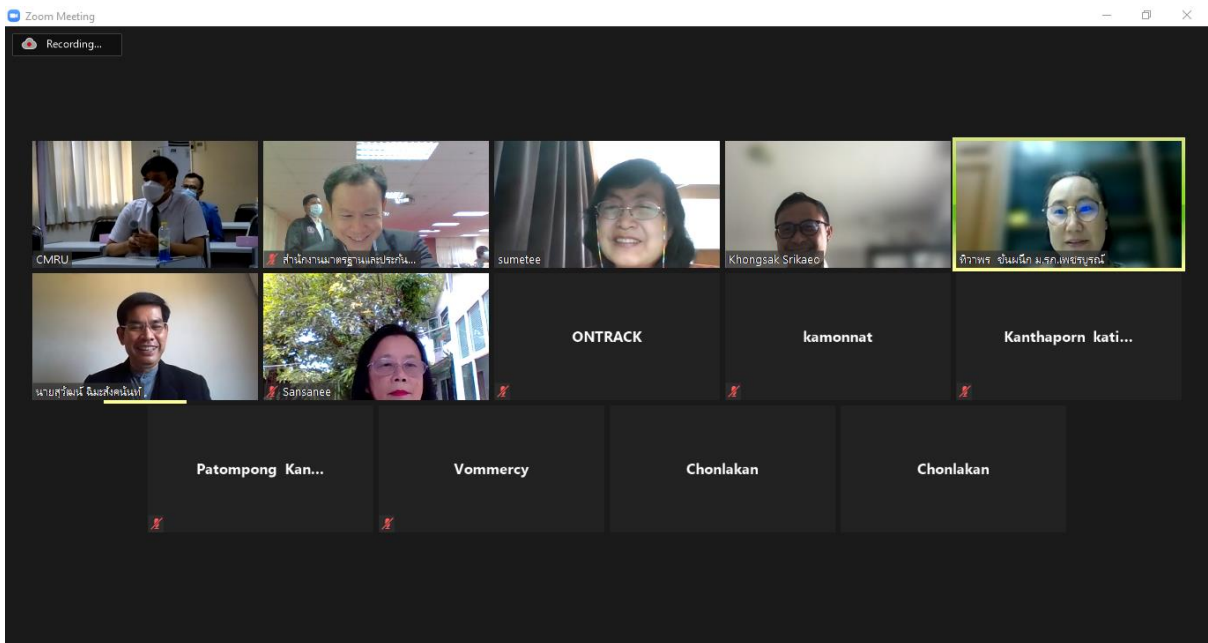 Zoom Meeting
Recording...
CMRU
สำนักงานมาตรฐานและประกัน...
sumetee
Khongsak Srikaeo
ทิวาพร ขันผนึก ม.รภ.เพชรบูรณ์
นายสุวัฒน์ ฉิมะสังคนันท์
Sansanee
ONTRACK
kamonnat
Kanthaporn kati...
Patompong Kan...
Vommercy
Chonlakan
Chonlakan